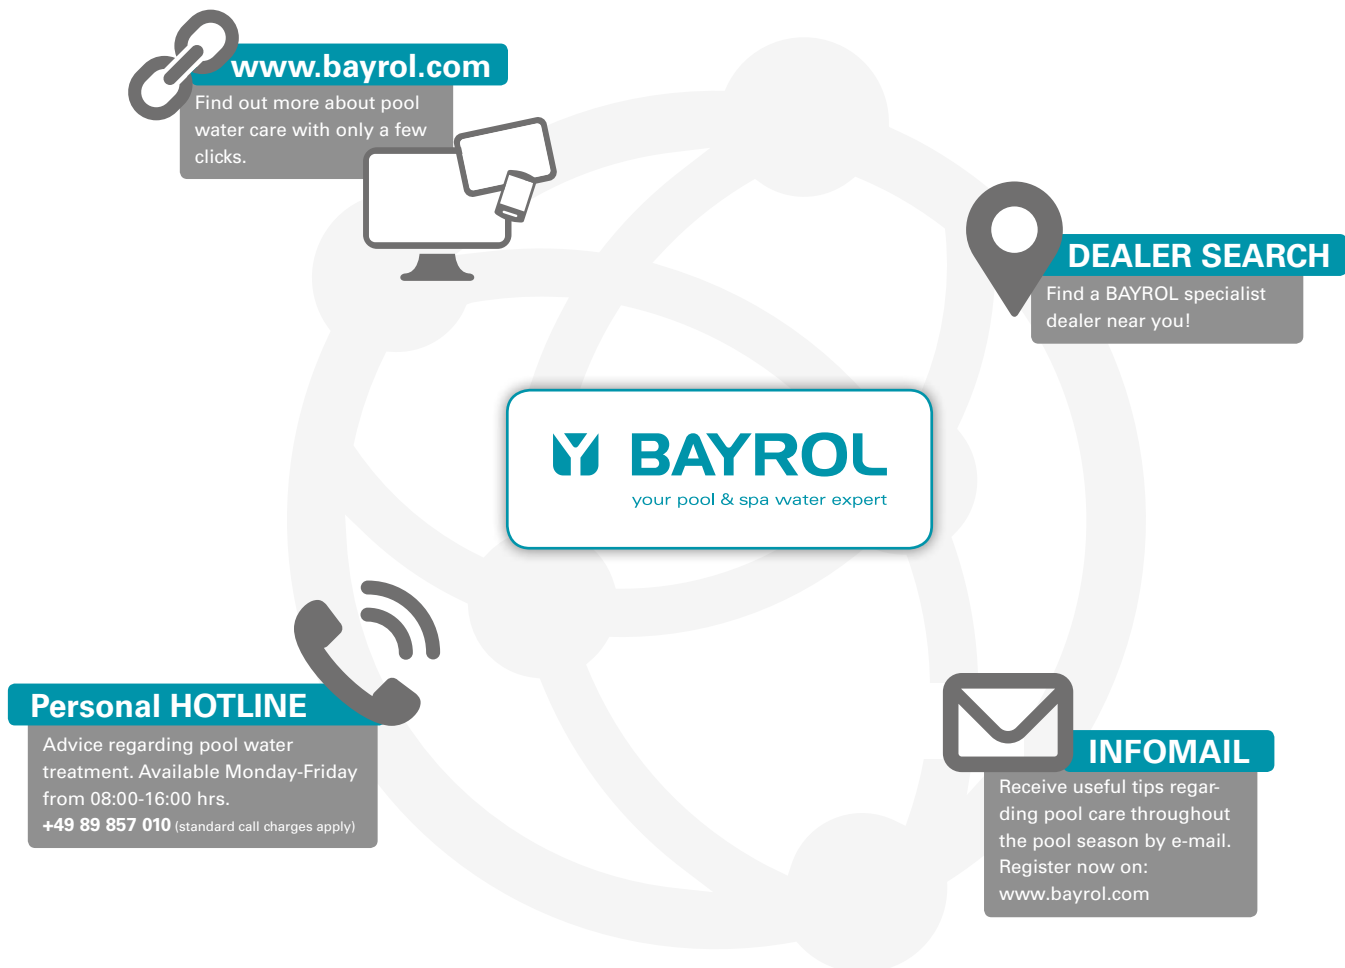 www.bayrol.com
Find out more about pool
water care with only a few
clicks.
DEALER SEARCH
Find a BAYROL specialist
dealer near you!
BAYROL
your pool & spa water expert
Personal HOTLINE
Advice regarding pool water
treatment. Available Monday-Friday
from 08:00-16:00 hrs.
+49 89 857 010 (standard call charges apply)
INFOMAIL
Receive useful tips regar-
ding pool care throughout
the pool season by e-mail.
Register now on:
www.bayrol.com